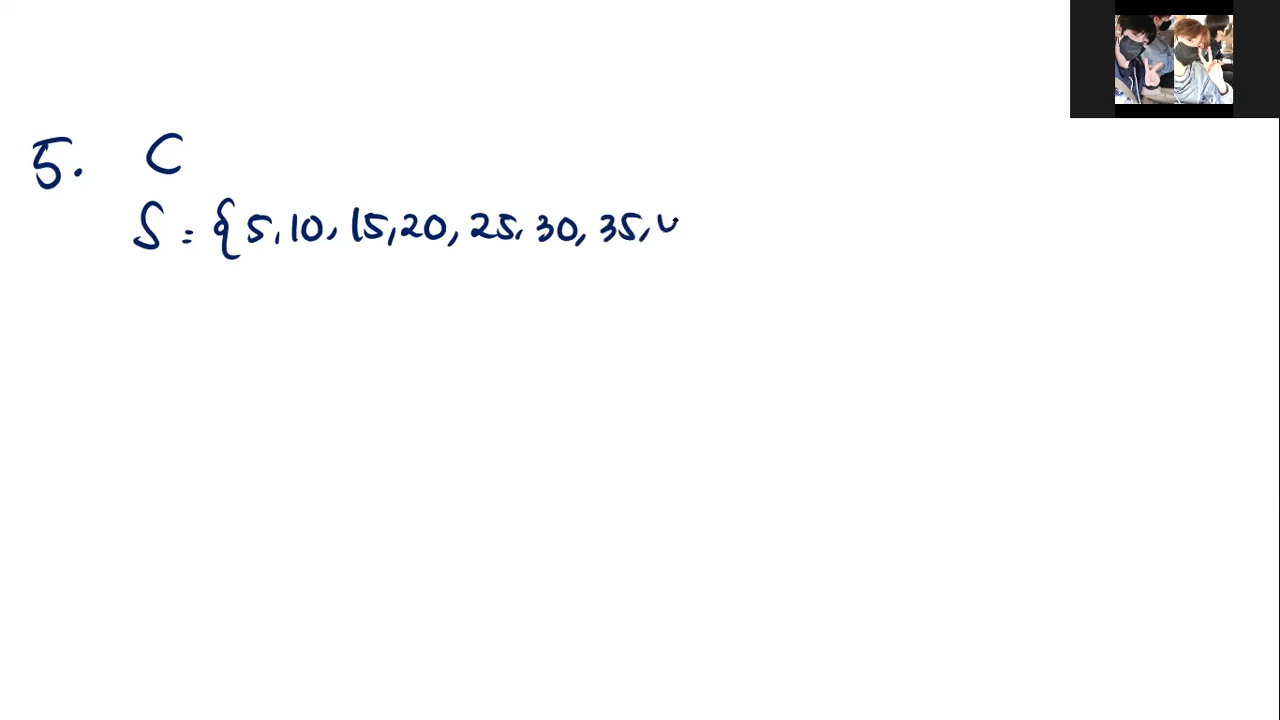 5. C
S = { 5, 10, 15, 20, 25, 30, 35,